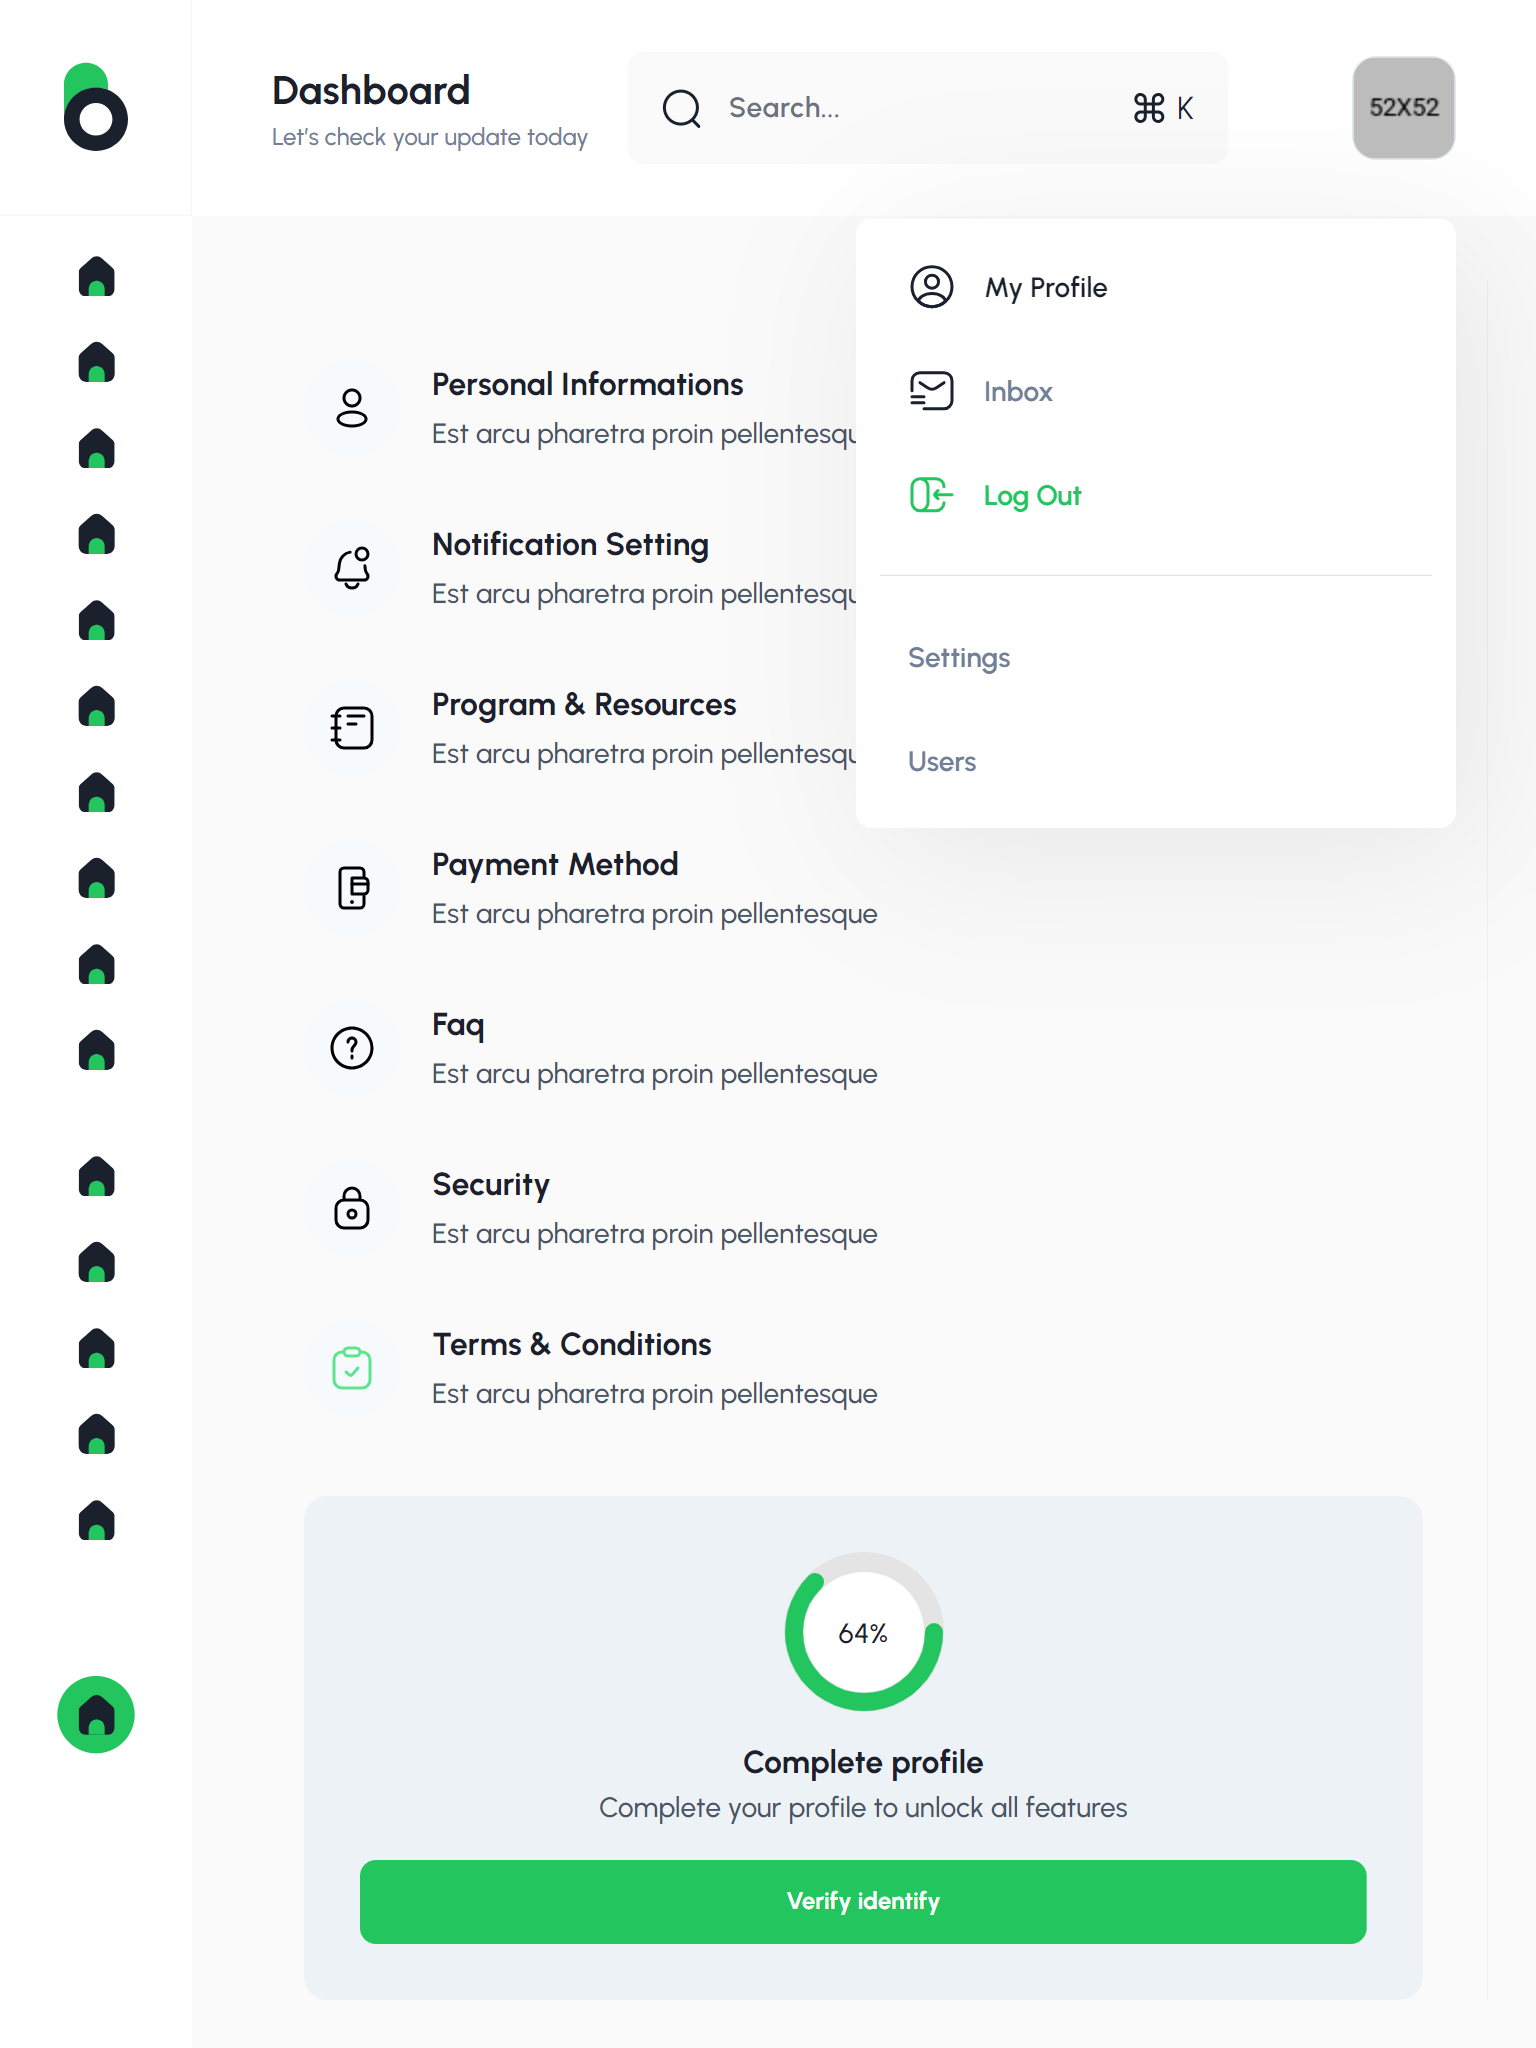 Dashboard
Let's check your update today
Search...
⌘ K
52X52
My Profile
Inbox
Log Out
Settings
Users
Personal Informations
Est arcu pharetra proin pellentesqu
Notification Setting
Est arcu pharetra proin pellentesqu
Program & Resources
Est arcu pharetra proin pellentesqu
Payment Method
Est arcu pharetra proin pellentesque
Faq
Est arcu pharetra proin pellentesque
Security
Est arcu pharetra proin pellentesque
Terms & Conditions
Est arcu pharetra proin pellentesque
64%
Complete profile
Complete your profile to unlock all features
Verify identify